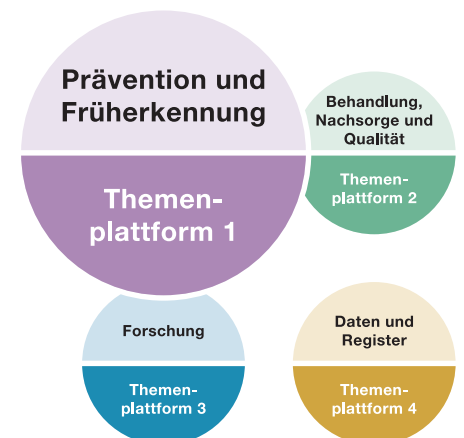 Prävention und
Früherkennung
Themen-
plattform 1
Behandlung,
Nachsorge und
Qualität
Themen-
plattform 2
Forschung
Themen-
plattform 3
Daten und
Register
Themen-
plattform 4